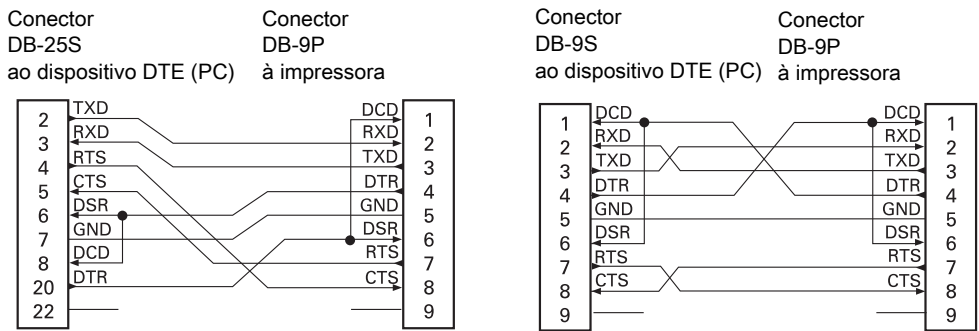 Conector
DB-25S
ao dispositivo DTE (PC)
Conector
DB-9P
à impressora
2 TXD DCD 1
3 RXD RXD 2
4 RTS TXD 3
5 CTS DTR 4
6 DSR GND 5
7 GND DSR 6
8 DCD RTS 7
20 DTR CTS 8
22 9
Conector
DB-9S
ao dispositivo DTE (PC)
Conector
DB-9P
à impressora
1 DCD DCD 1
2 RXD RXD 2
3 TXD TXD 3
4 DTR DTR 4
5 GND GND 5
6 DSR DSR 6
7 RTS RTS 7
8 CTS CTS 8
9 9